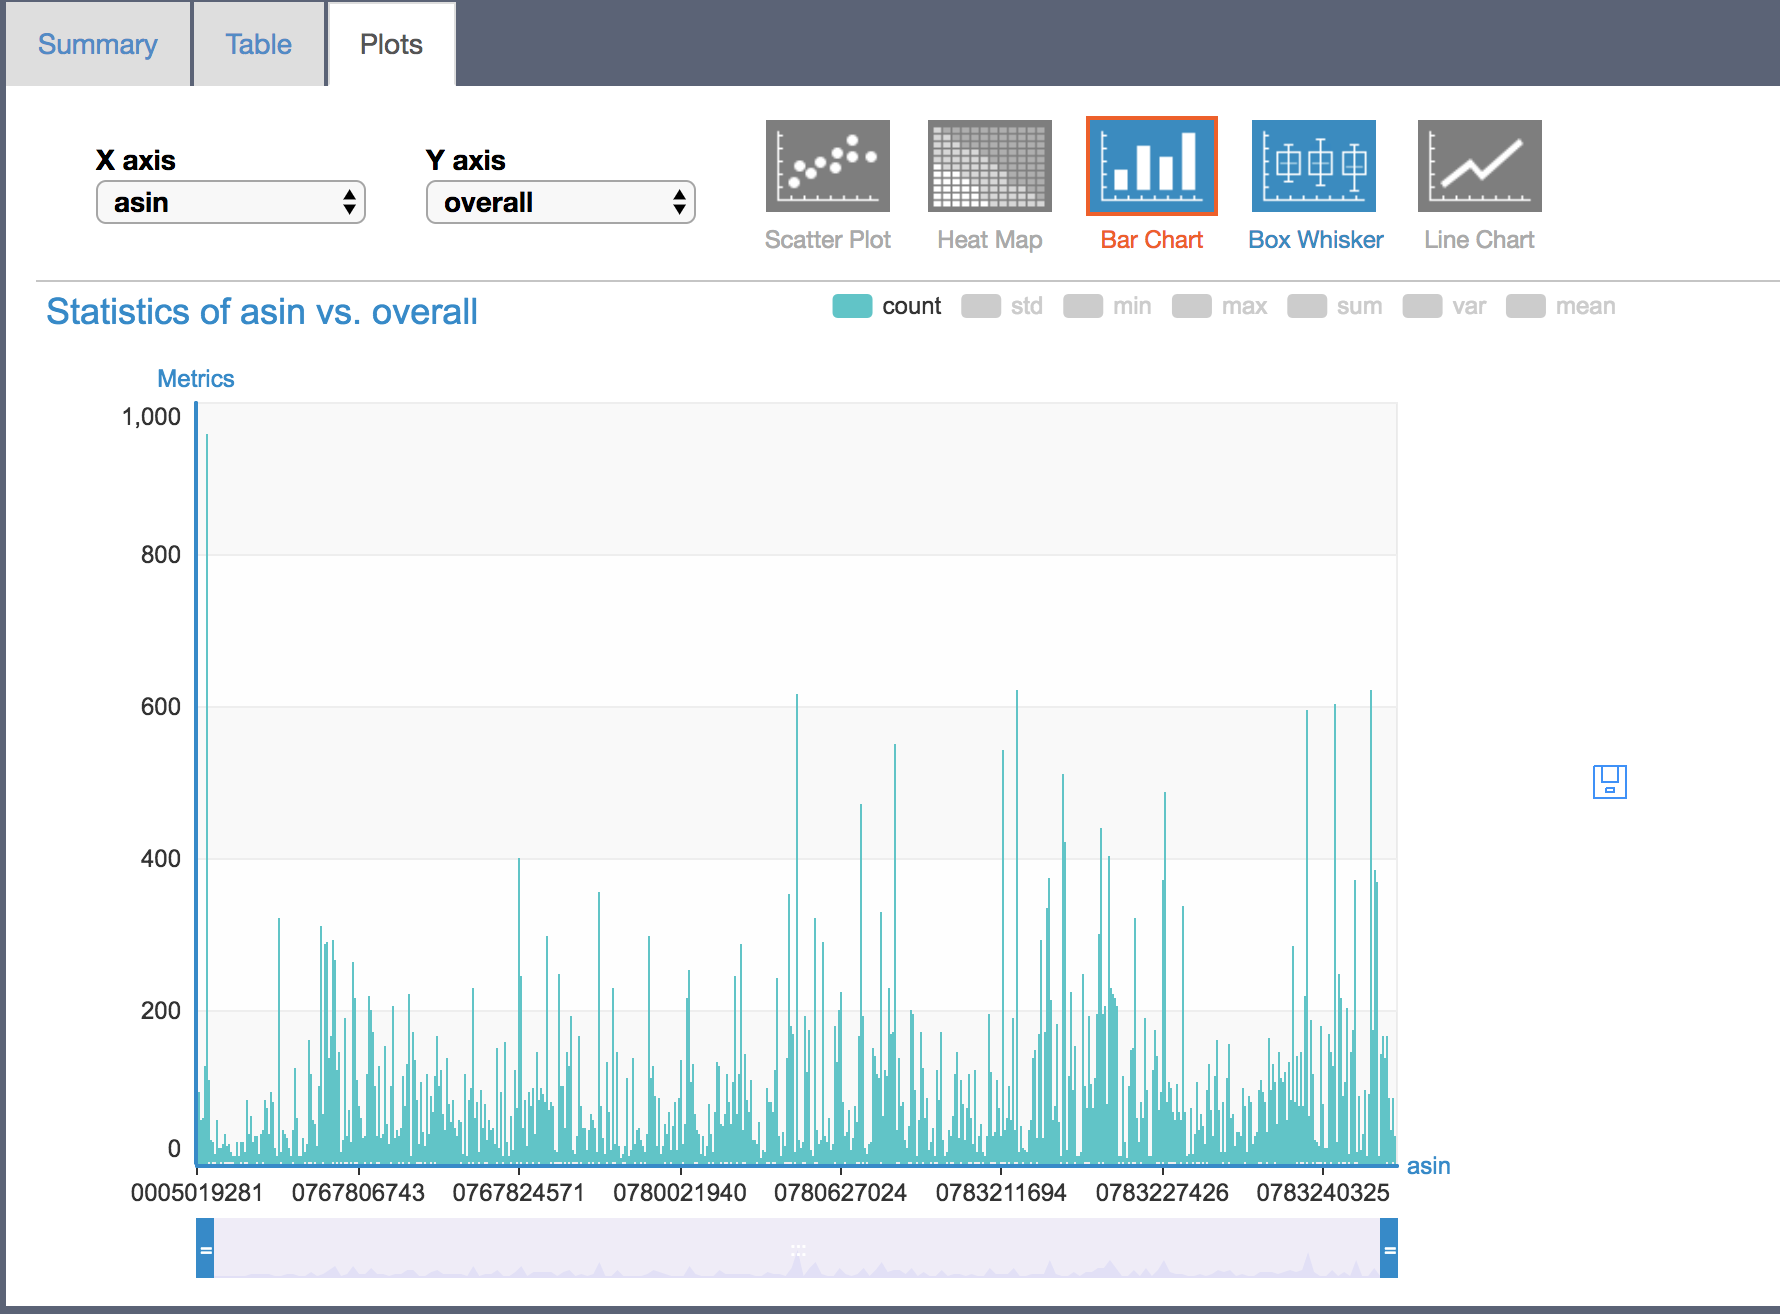 Summary Table Plots
X axis Y axis
asin overall
Scatter Plot Heat Map Bar Chart Box Whisker Line Chart
Statistics of asin vs. overall
count std min max sum var mean
Metrics
1,000
800
600
400
200
0
asin
0005019281 0767806743 0767824571 0780021940 0780627024 0783211694 0783227426 0783240325